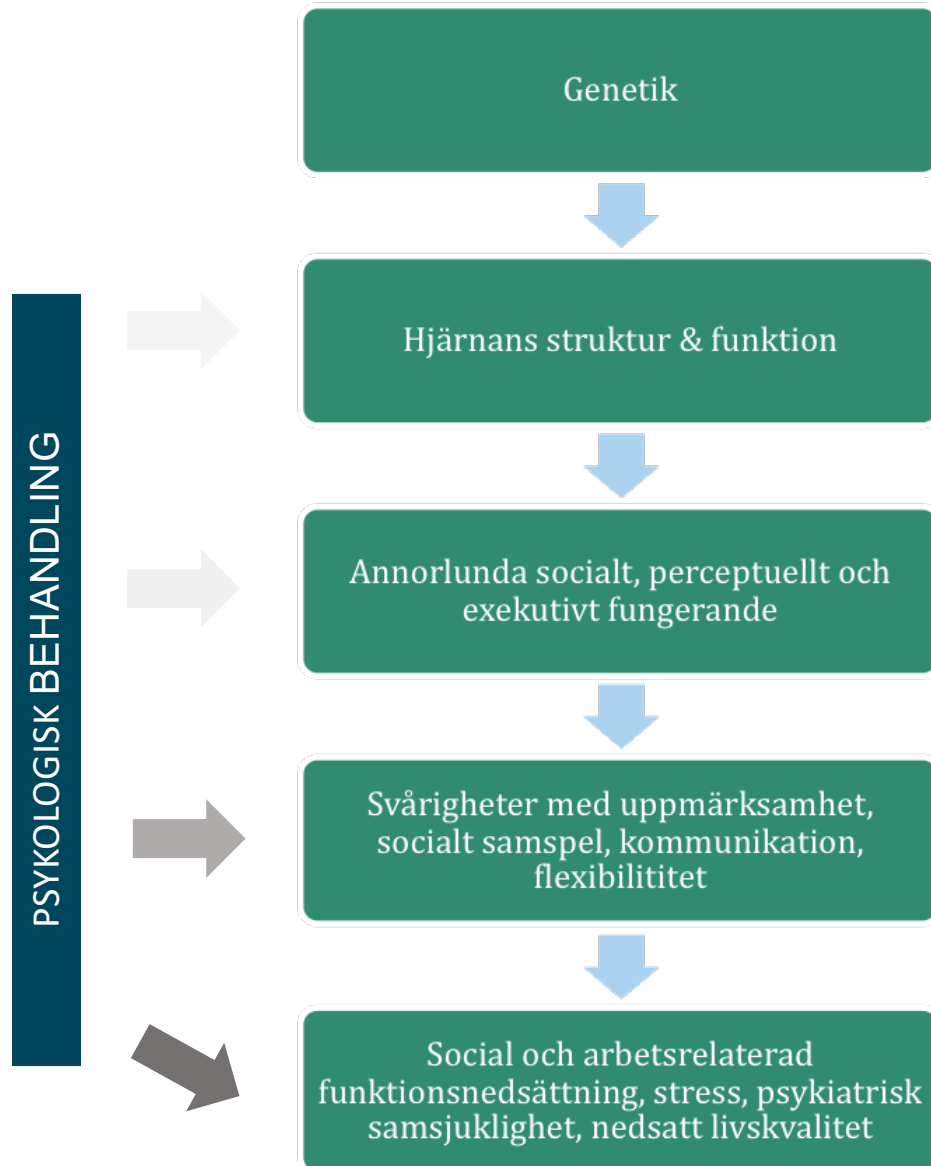 Genetik
Hjärnans struktur & funktion
PSYKOLOGISK BEHANDLING
Annorlunda socialt, perceptuellt och
exekutivt fungerande
Svårigheter med uppmärksamhet,
socialt samspel, kommunikation,
flexibilititet
Social och arbetsrelaterad
funktionsnedsättning, stress, psykiatrisk
samsjuklighet, nedsatt livskvalitet